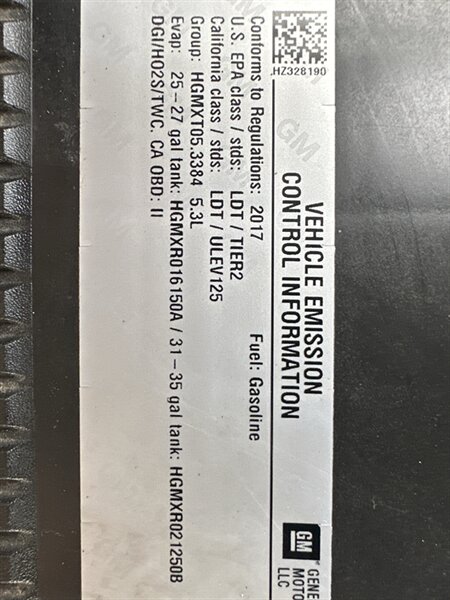 HZ328190
VEHICLE EMISSION
CONTROL INFORMATION
GM
GENE
MOTO
LLC
Conforms to Regulations: 2017 Fuel: Gasoline
U.S. EPA class / stds: LDT / TIER2
California class / stds: LDT / ULEV125
Group: HGMXT05.3384 5.3L
Evap: 25 – 27 gal tank: HGMXR016150A / 31 – 35 gal tank: HGMXR021250B
DGI/HO2S/TWC, CA OBD: II